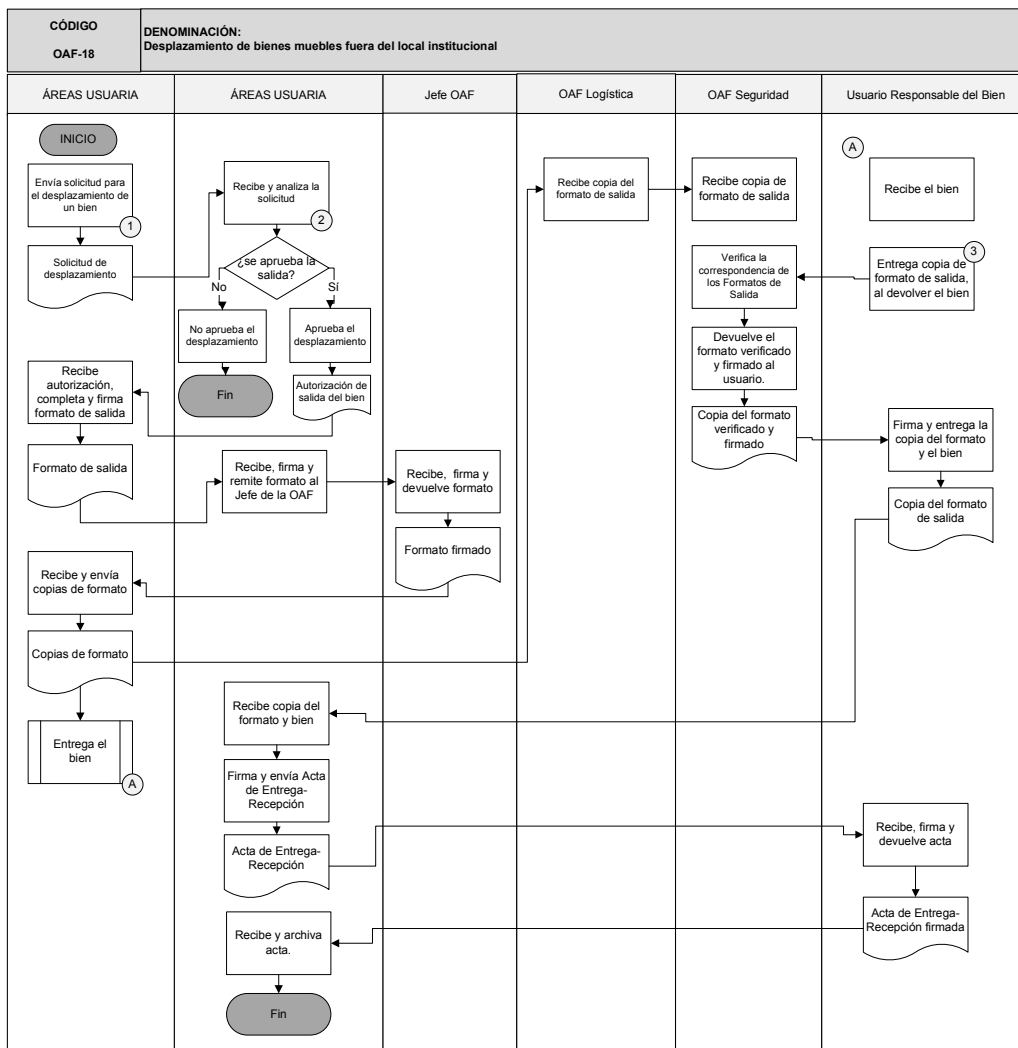 CÓDIGO
OAF-18
DENOMINACIÓN:
Desplazamiento de bienes muebles fuera del local institucional
ÁREAS USUARIA
ÁREAS USUARIA
Jefe OAF
OAF Logística
OAF Seguridad
Usuario Responsable del Bien
INICIO
Envía solicitud para
el desplazamiento de
un bien
1
Solicitud de
desplazamiento
Recibe y analiza la
solicitud
2
¿se aprueba la
salida?
No
Sí
No aprueba el
desplazamiento
Aprueba el
desplazamiento
Fin
Autorización de
salida del bien
Recibe
autorización,
completa y firma
formato de salida
Formato de salida
Recibe, firma y
remite formato al
Jefe de la OAF
Recibe, firma y
devuelve formato
Formato firmado
Recibe y envía
copias de formato
Copias de formato
Entrega el
bien
A
Recibe copia del
formato de salida
Recibe copia de
formato de salida
A
Recibe el bien
3
Entrega copia de
formato de salida,
al devolver el bien
Verifica la
correspondencia de
los Formatos de
Salida
Devuelve el
formato verificado
y firmado al
usuario.
Copia del formato
verificado y
firmado
Firma y entrega la
copia del formato
y el bien
Copia del formato
de salida
Recibe copia del
formato y bien
Firma y envía Acta
de Entrega-
Recepción
Acta de Entrega-
Recepción
Recibe, firma y
devuelve acta
Acta de Entrega-
Recepción firmada
Recibe y archiva
acta.
Fin